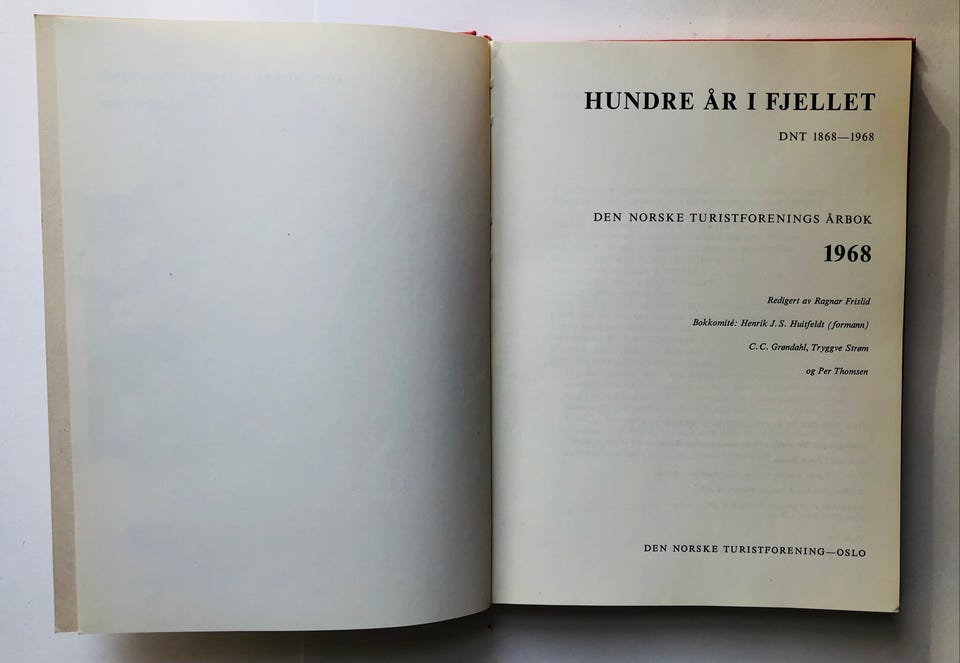 HUNDRE ÅR I FJELLET
DNT 1868—1968
DEN NORSKE TURISTFORENINGS ÅRBOK
1968
Redigert av Ragnar Frislid
Bokkomité: Henrik J. S. Huitfeldt (formann)
C. C. Grøndahl, Tryggve Strøm
og Per Thomsen
DEN NORSKE TURISTFORENING—OSLO